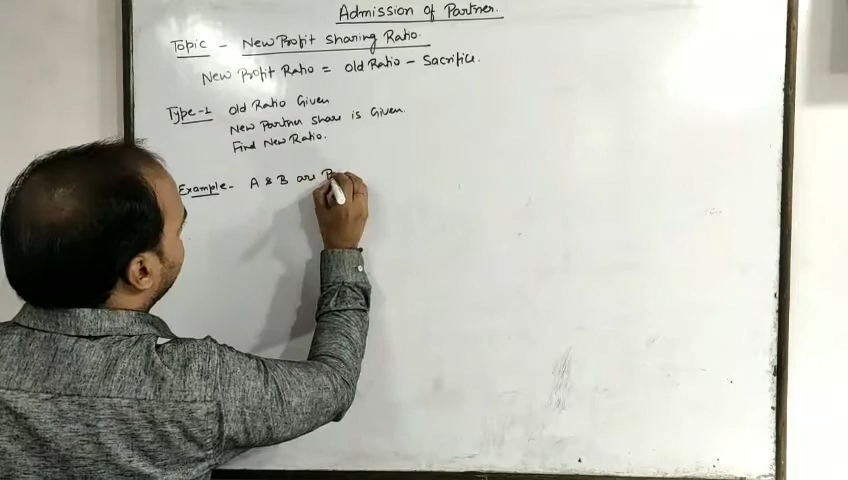 Admission of Partner.
Topic - New Profit Sharing Ratio.
New Profit Ratio = Old Ratio - Sacrifice.
Type-1 Old Ratio Given
New Partner share is Given.
Find New Ratio.
Example- A & B are